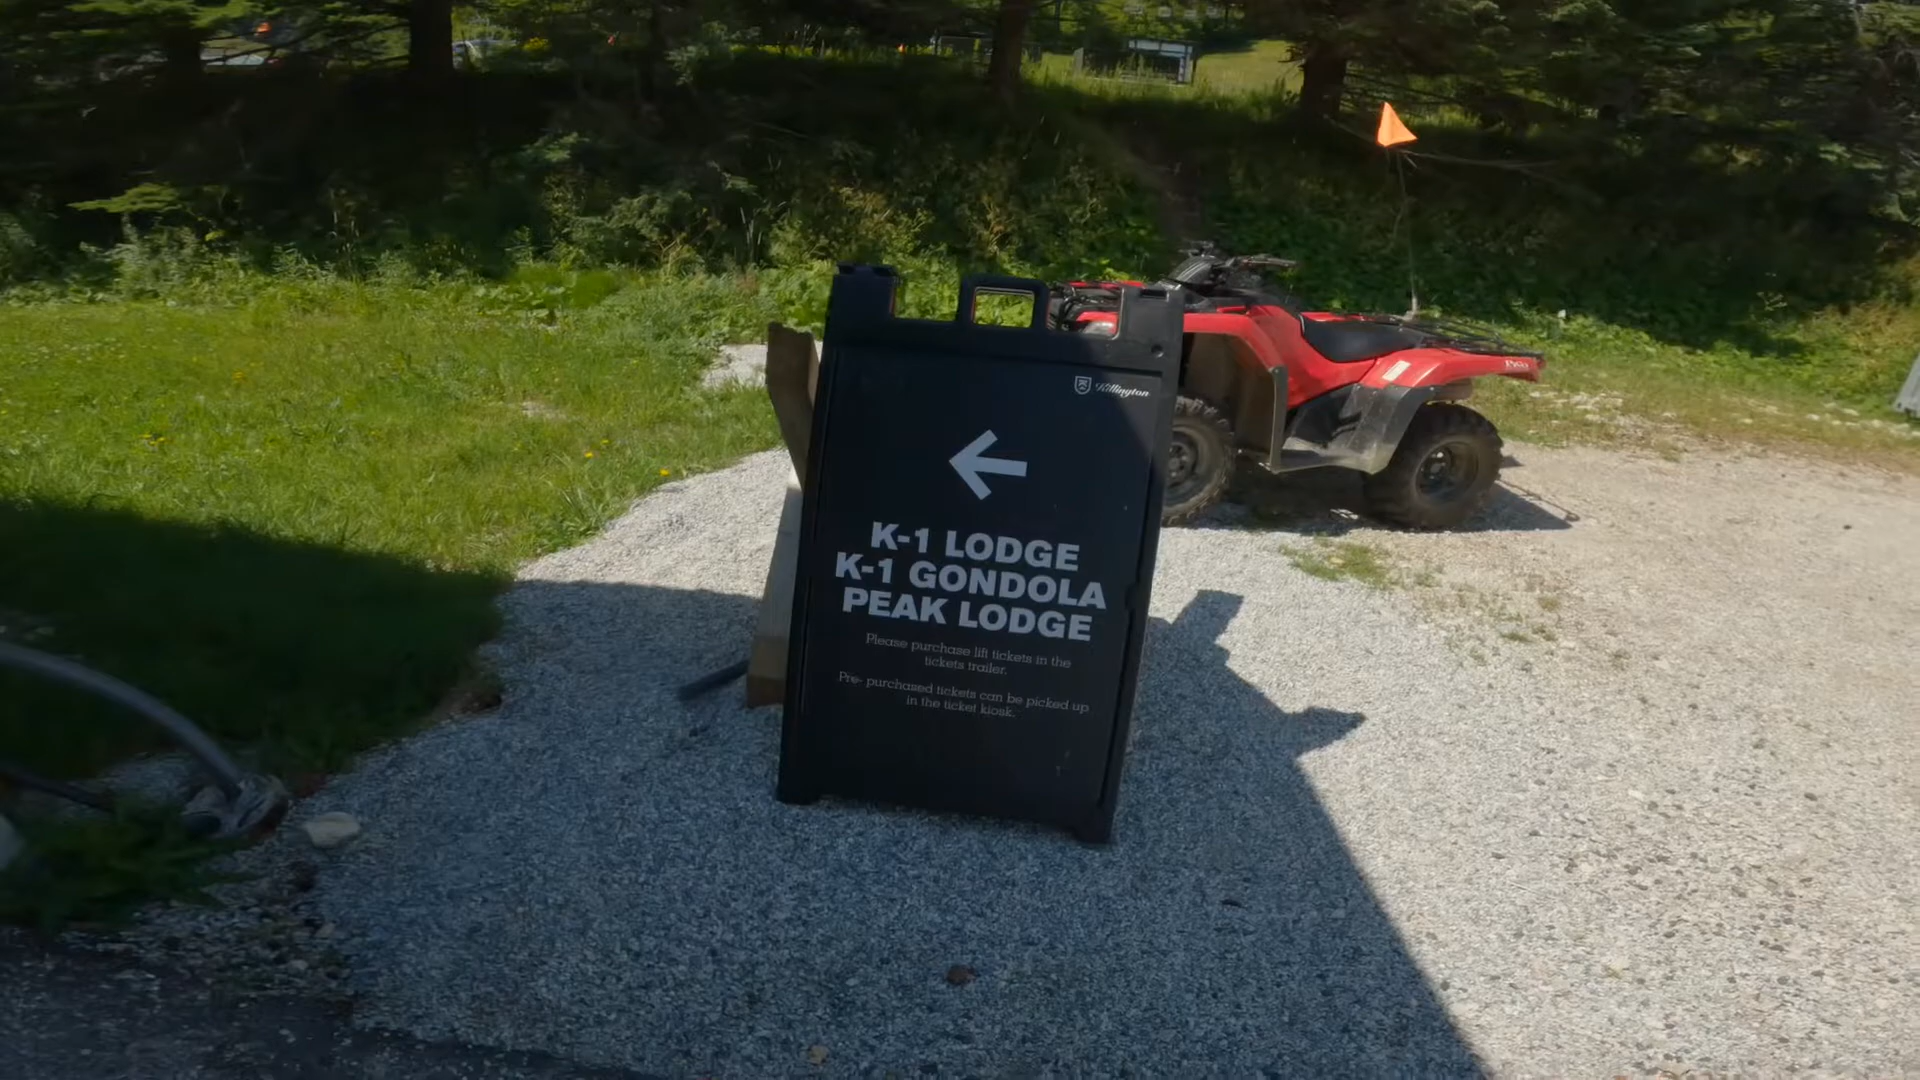 Killington
K-1 LODGE
K-1 GONDOLA
PEAK LODGE
Please purchase lift tickets in the
tickets trailer.
Pre- purchased tickets can be picked up
in the ticket kiosk.